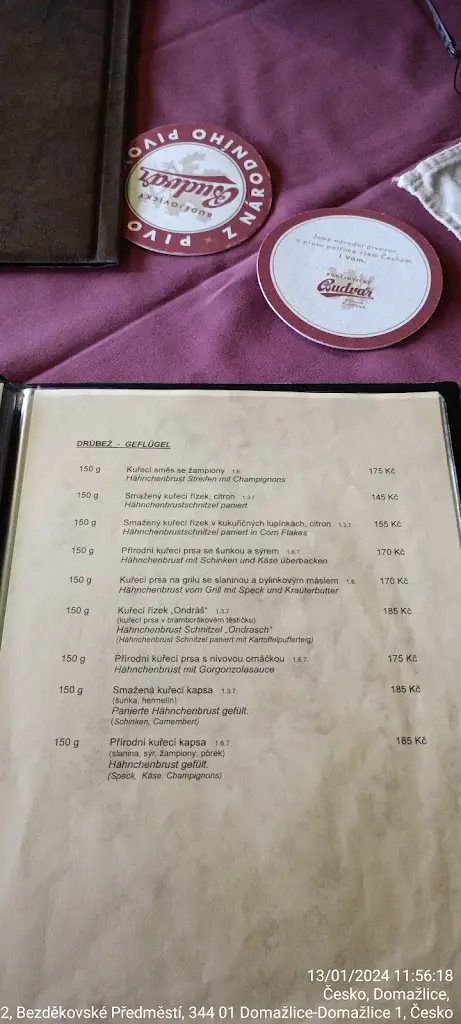 Z NÁRODNÍHO PIVO
PIVO
BUDĚJOVICKÝ
Budvar
Jsme národní pivovar,
a proto patříme všem Čechům.
I Vám.
BUDĚJOVICKÝ
Budvar
DRŮBEŽ - GEFLÜGEL
150 g Kuřecí směs se žampiony 1.6. 175 Kč
Hähnchenbrust Streifen mit Champignons
150 g Smažený kuřecí řízek, citron 1.3.7. 145 Kč
Hähnchenbrustschnitzel paniert
150 g Smažený kuřecí řízek v kukuřičných lupínkách, citron 1.3.7. 155 Kč
Hähnchenbrustschnitzel paniert in Corn Flakes
150 g Přírodní kuřecí prsa se šunkou a sýrem 1.6.7. 170 Kč
Hähnchenbrust mit Schinken und Käse überbacken
150 g Kuřecí prsa na grilu se slaninou a bylinkovým máslem 1.6. 170 Kč
Hähnchenbrust vom Grill mit Speck und Kräuterbutter
150 g Kuřecí řízek „Ondráš" 1.3.7. 185 Kč
(kuřecí prsa v bramborákovém těstíčku)
Hähnchenbrust Schnitzel „Ondrasch"
(Hähnchenbrust Schnitzel paniert mit Kartoffelpufferteig)
150 g Přírodní kuřecí prsa s nivovou omáčkou 1.6.7. 175 Kč
Hähnchenbrust mit Gorgonzolasauce
150 g Smažená kuřecí kapsa 1.3.7. 185 Kč
(šunka, hermelín)
Panierte Hähnchenbrust gefült.
(Schinken, Camembert)
150 g Přírodní kuřecí kapsa 1.6.7. 185 Kč
(slanina, sýr, žampiony, pórek)
Hähnchenbrust gefült.
(Speck, Käse, Champignons)
13/01/2024 11:56:18
Česko, Domažlice,
2, Bezděkovské Předměstí, 344 01 Domažlice-Domažlice 1, Česko